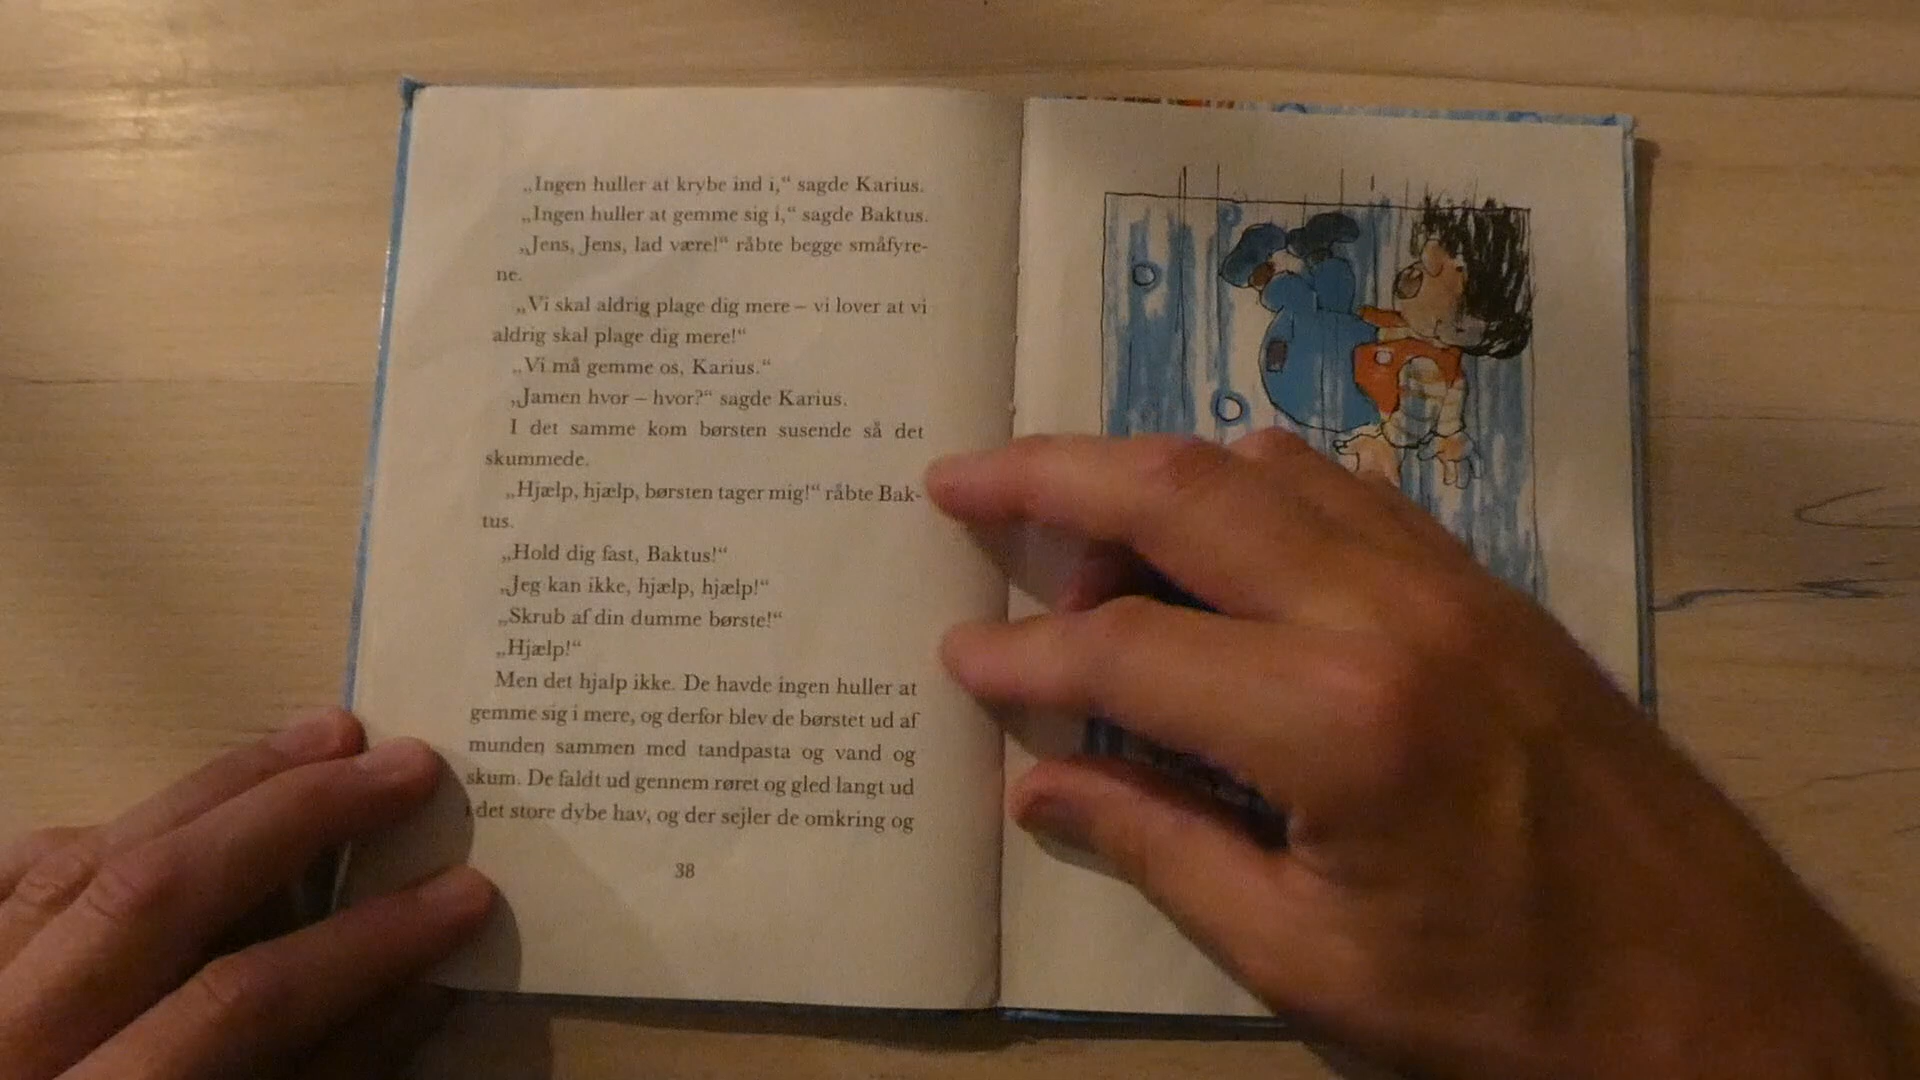 „Ingen huller at krybe ind i,“ sagde Karius.
„Ingen huller at gemme sig i,“ sagde Baktus.
„Jens, Jens, lad være!“ råbte begge småfyre-
ne.
„Vi skal aldrig plage dig mere – vi lover at vi
aldrig skal plage dig mere!“
„Vi må gemme os, Karius.“
„Jamen hvor – hvor?“ sagde Karius.
I det samme kom børsten susende så det
skummede.
„Hjælp, hjælp, børsten tager mig!“ råbte Bak-
tus.
„Hold dig fast, Baktus!“
„Jeg kan ikke, hjælp, hjælp!“
„Skrub af din dumme børste!“
„Hjælp!“
Men det hjalp ikke. De havde ingen huller at
gemme sig i mere, og derfor blev de børstet ud af
munden sammen med tandpasta og vand og
skum. De faldt ud gennem røret og gled langt ud
i det store dybe hav, og der sejler de omkring og
38